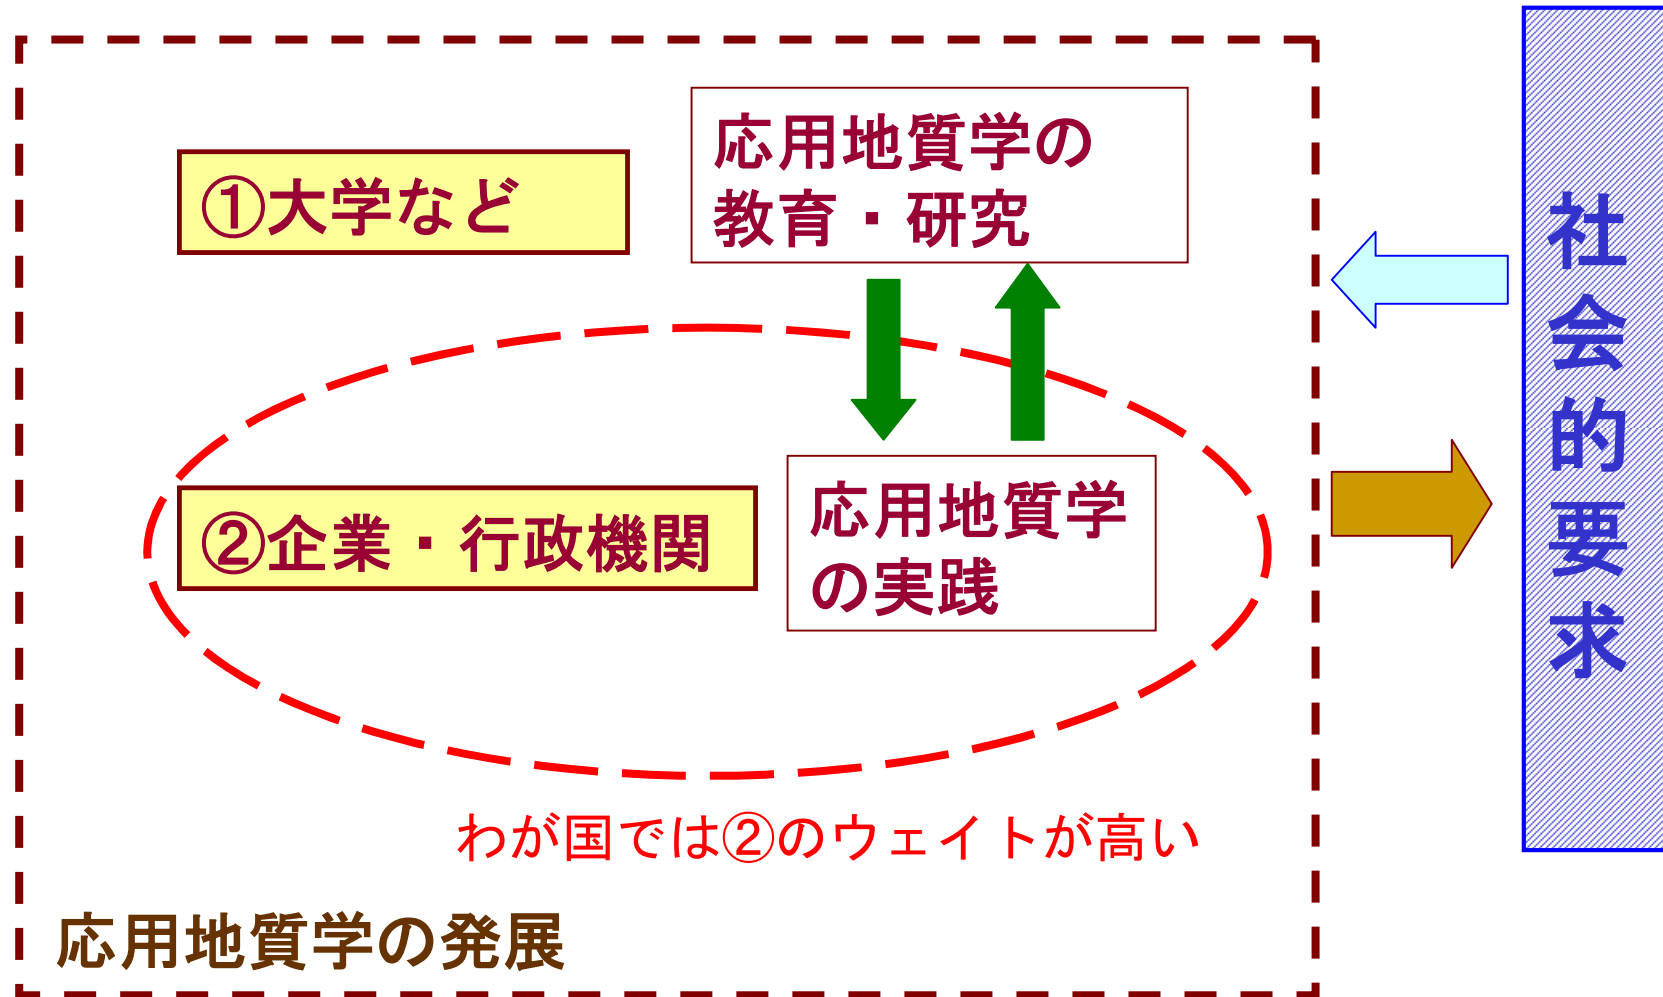 ①大学など
応用地質学の
教育・研究
②企業・行政機関
応用地質学
の実践
わが国では②のウェイトが高い
応用地質学の発展
社会的要求